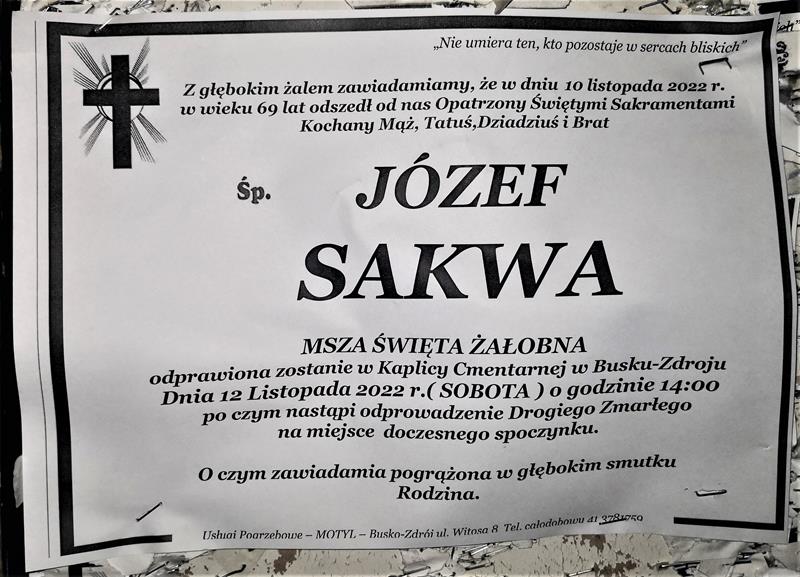 „Nie umiera ten, kto pozostaje w sercach bliskich”
Z głębokim żalem zawiadamiamy, że w dniu 10 listopada 2022 r.
w wieku 69 lat odszedł od nas Opatrzony Świętymi Sakramentami
Kochany Mąż, Tatuś,Dziadziuś i Brat
Śp. JÓZEF
SAKWA
MSZA ŚWIĘTA ŻAŁOBNA
odprawiona zostanie w Kaplicy Cmentarnej w Busku-Zdroju
Dnia 12 Listopada 2022 r.( SOBOTA ) o godzinie 14:00
po czym nastąpi odprowadzenie Drogiego Zmarłego
na miejsce doczesnego spoczynku.
O czym zawiadamia pogrążona w głębokim smutku
Rodzina.
Usługi Pogrzebowe – MOTYL – Busko-Zdrój ul. Witosa 8 Tel. całodobowy 41 3781759